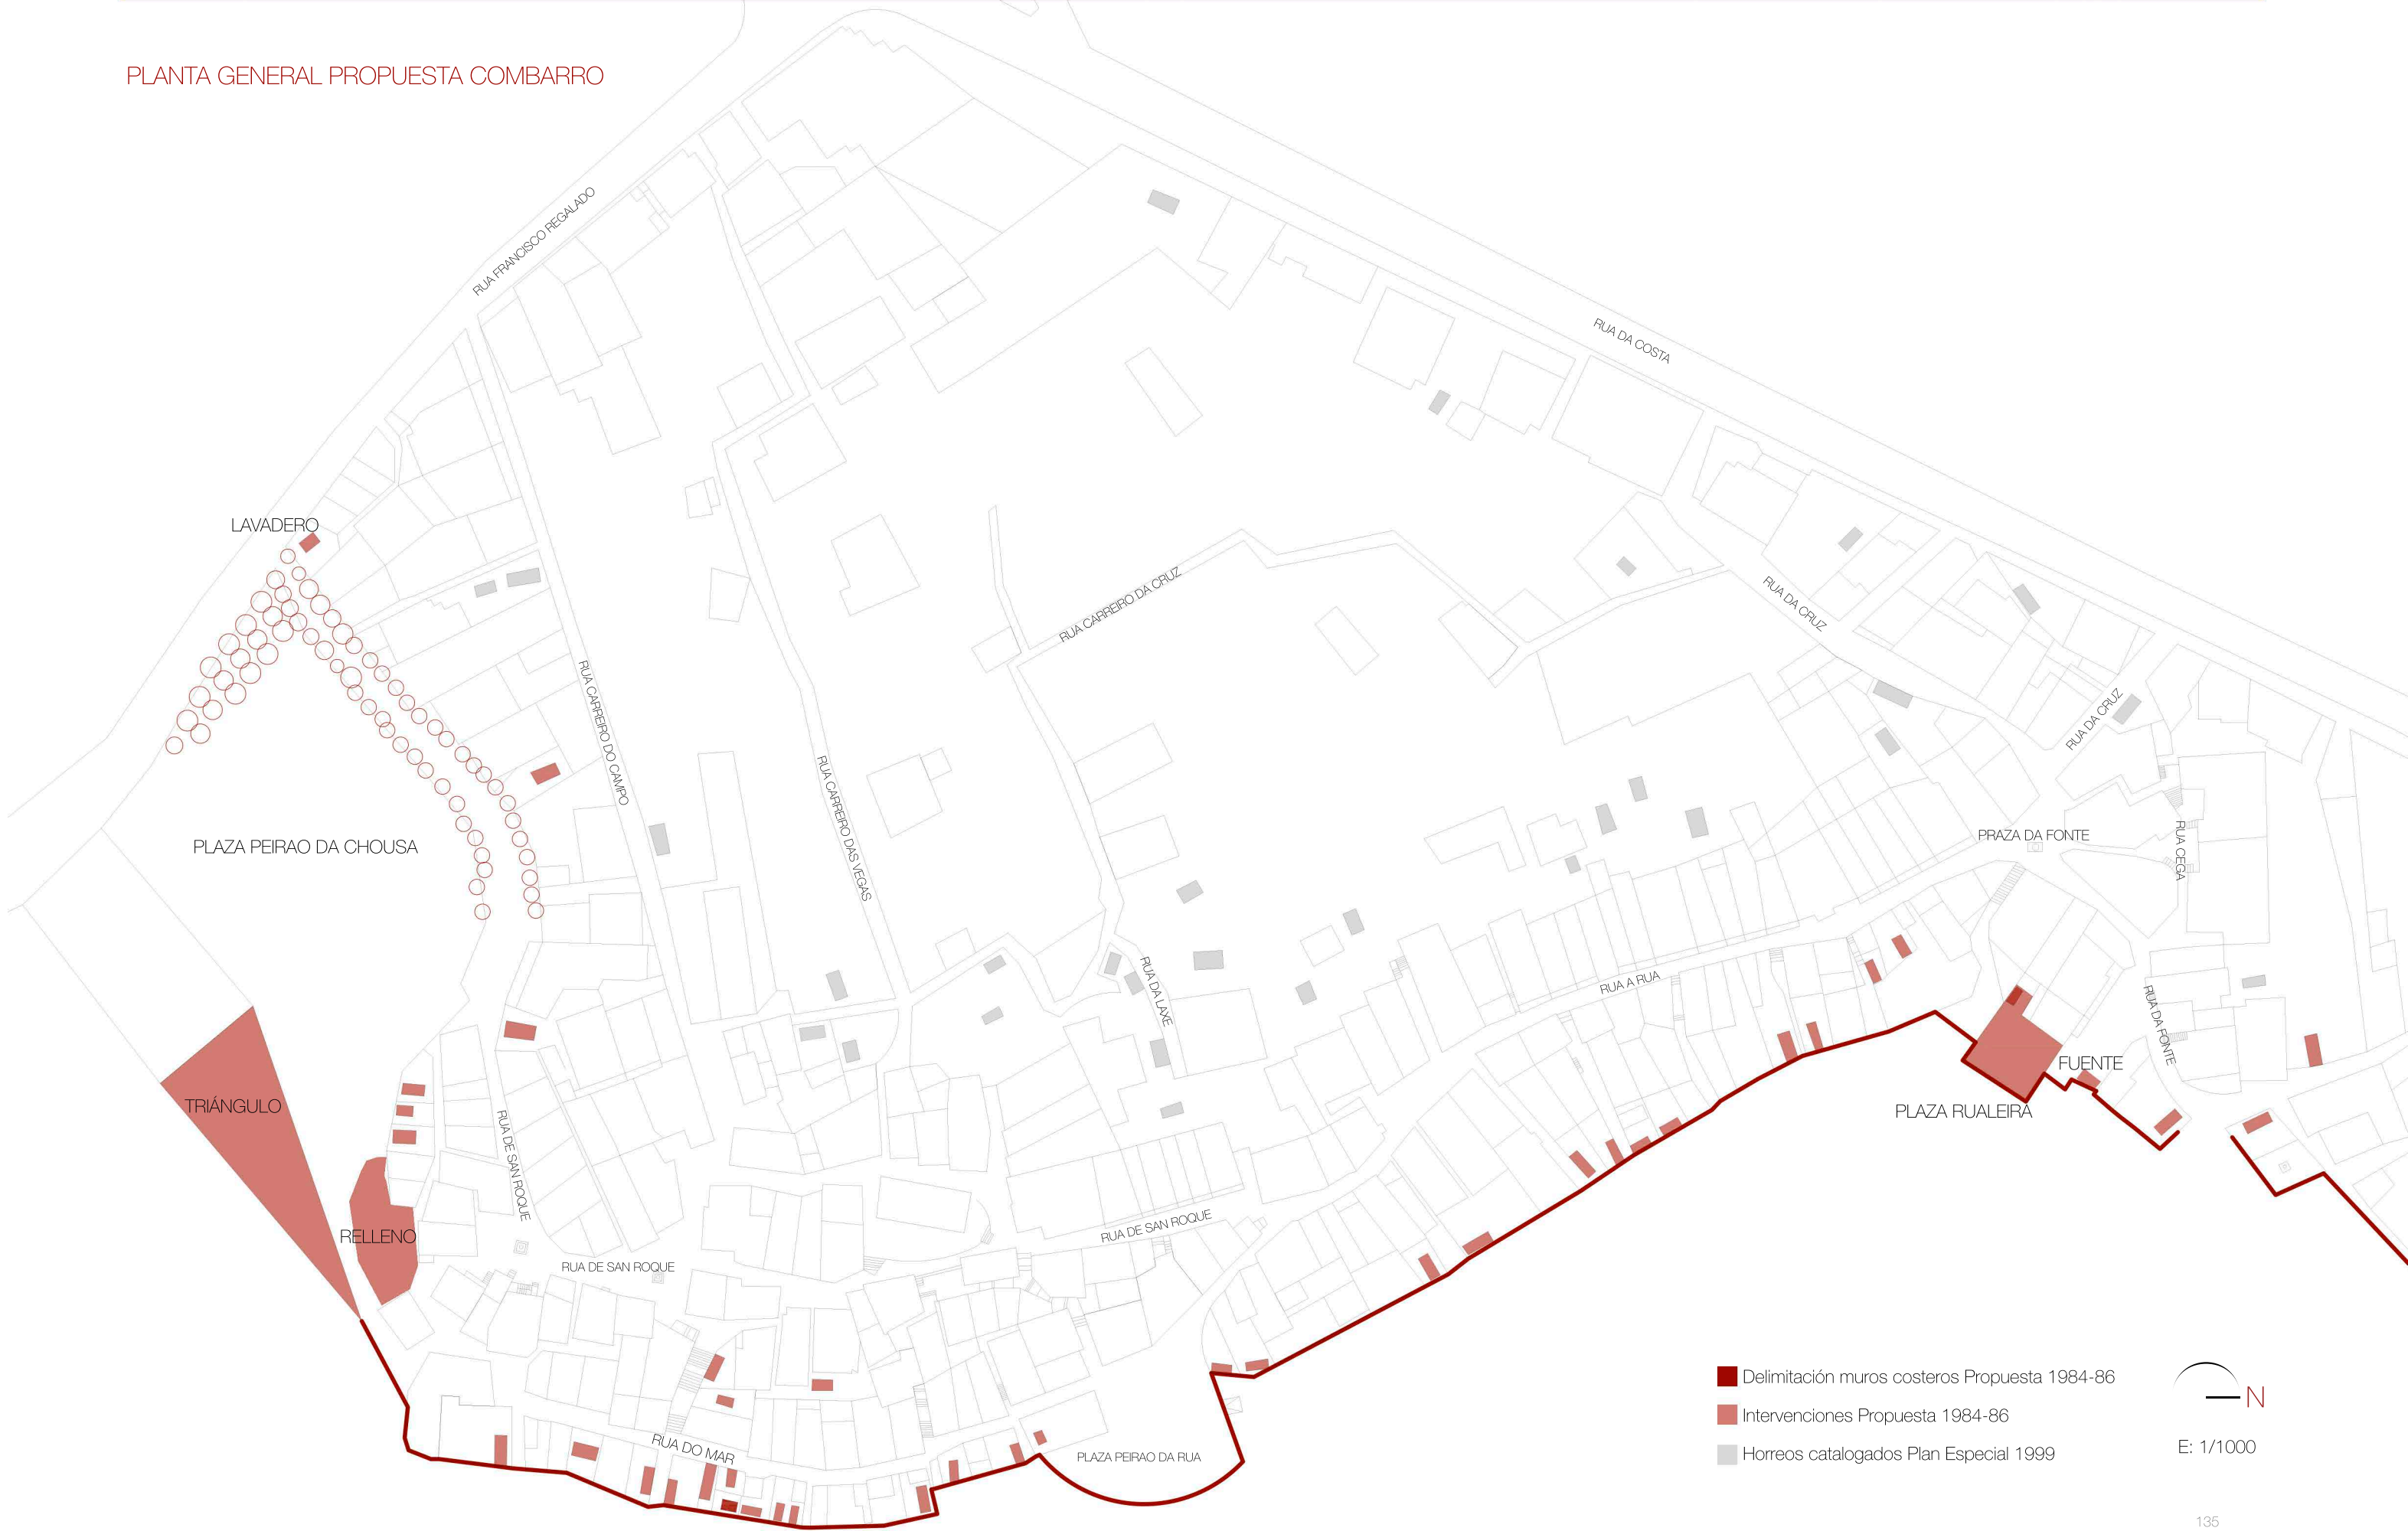 PLANTA GENERAL PROPUESTA COMBARRO
RUA FRANCISCO REGALADO
RUA DA COSTA
LAVADERO
RUA CARREIRO DA CRUZ
RUA DA CRUZ
RUA CARREIRO DO CAMPO
RUA DA CRUZ
RUA CARREIRO DAS VEGAS
PLAZA PEIRAO DA CHOUSA
PRAZA DA FONTE
RUA CEGA
RUA DA LAXE
RUA A RUA
RUA DA FONTE
FUENTE
TRIÁNGULO
PLAZA RUALEIRA
RUA DE SAN ROQUE
RELLENO
RUA DE SAN ROQUE
RUA DE SAN ROQUE
RUA DO MAR
PLAZA PEIRAO DA RUA
Delimitación muros costeros Propuesta 1984-86
Intervenciones Propuesta 1984-86
Horreos catalogados Plan Especial 1999
N
E: 1/1000
135